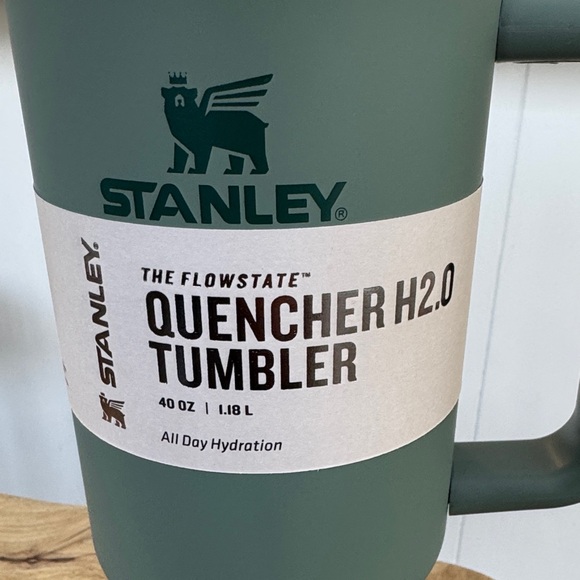 STANLEY®
STANLEY®
THE FLOWSTATE™
QUENCHER H2.0
TUMBLER
40 OZ | 1.18 L
All Day Hydration